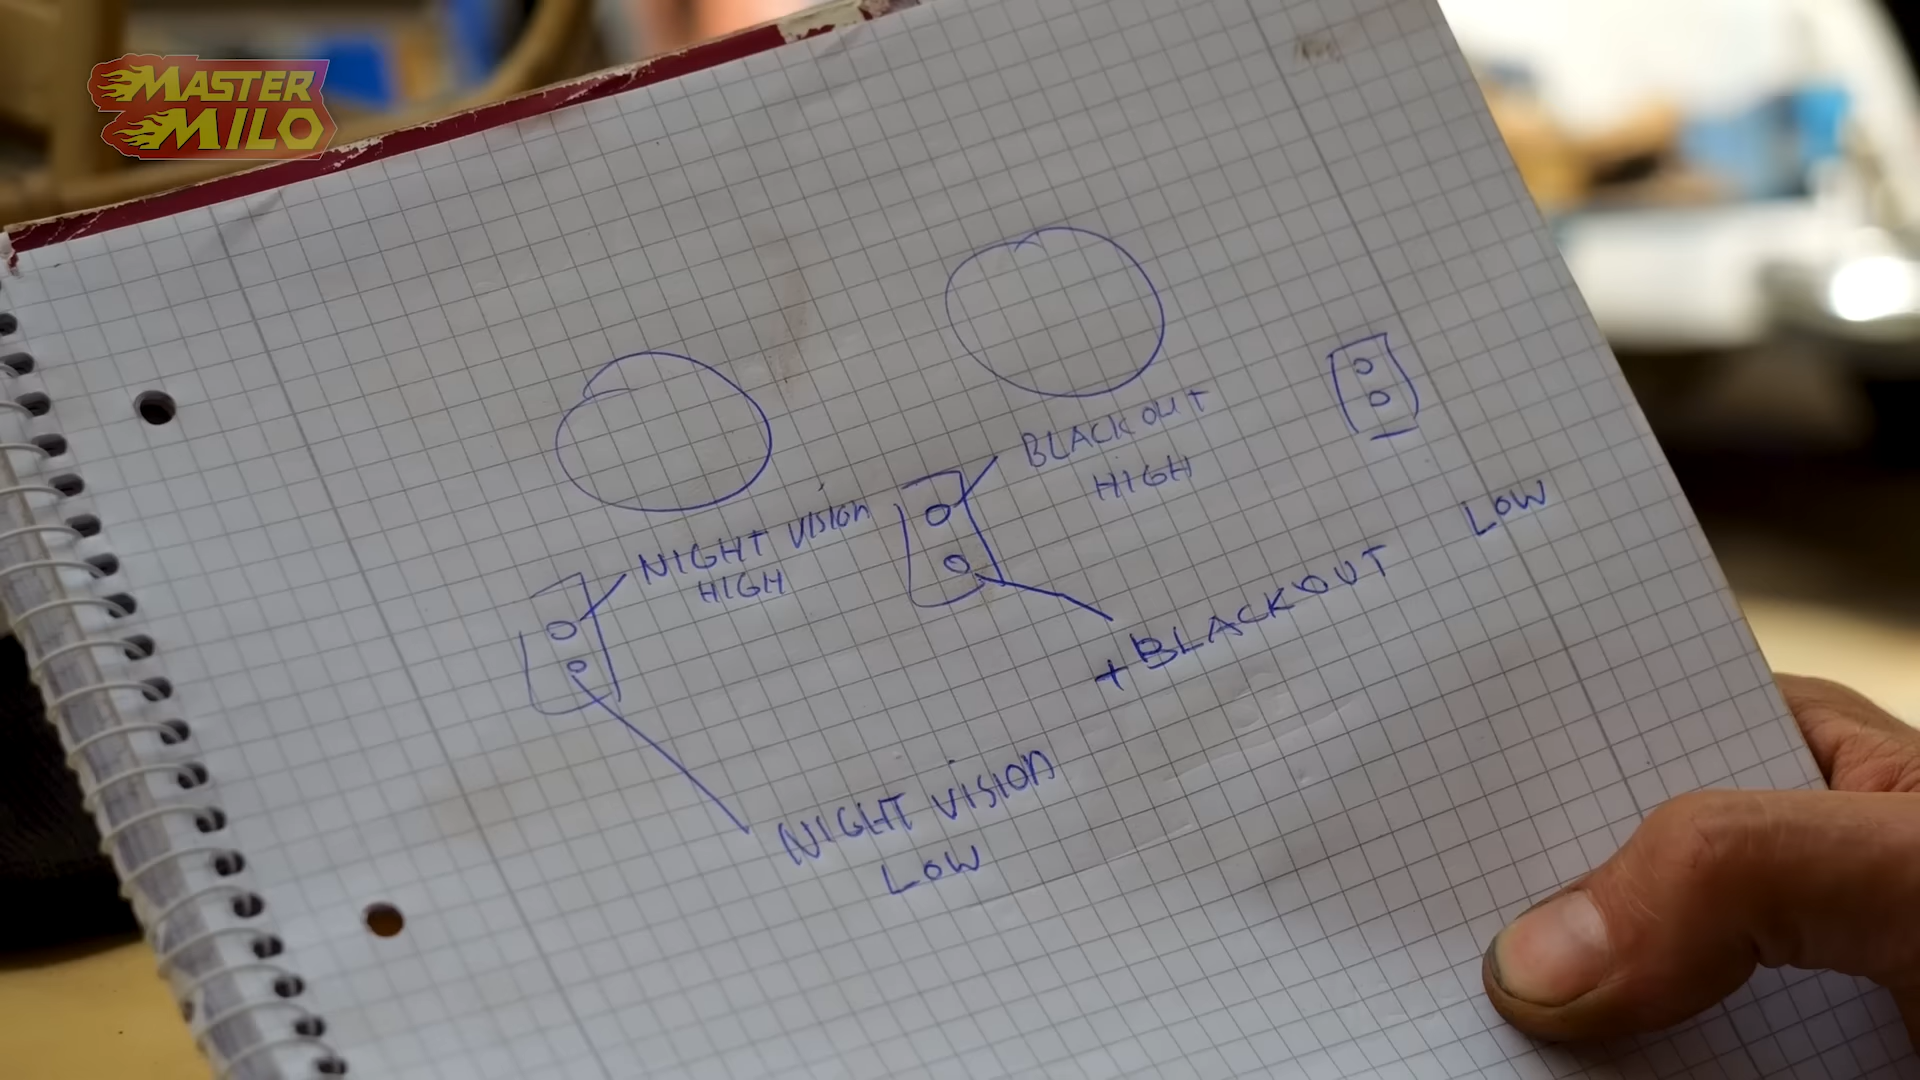 MASTER
MILO
BLACKOUT
HIGH
NIGHT VISION
HIGH
+BLACKOUT LOW
NIGHT VISION
LOW